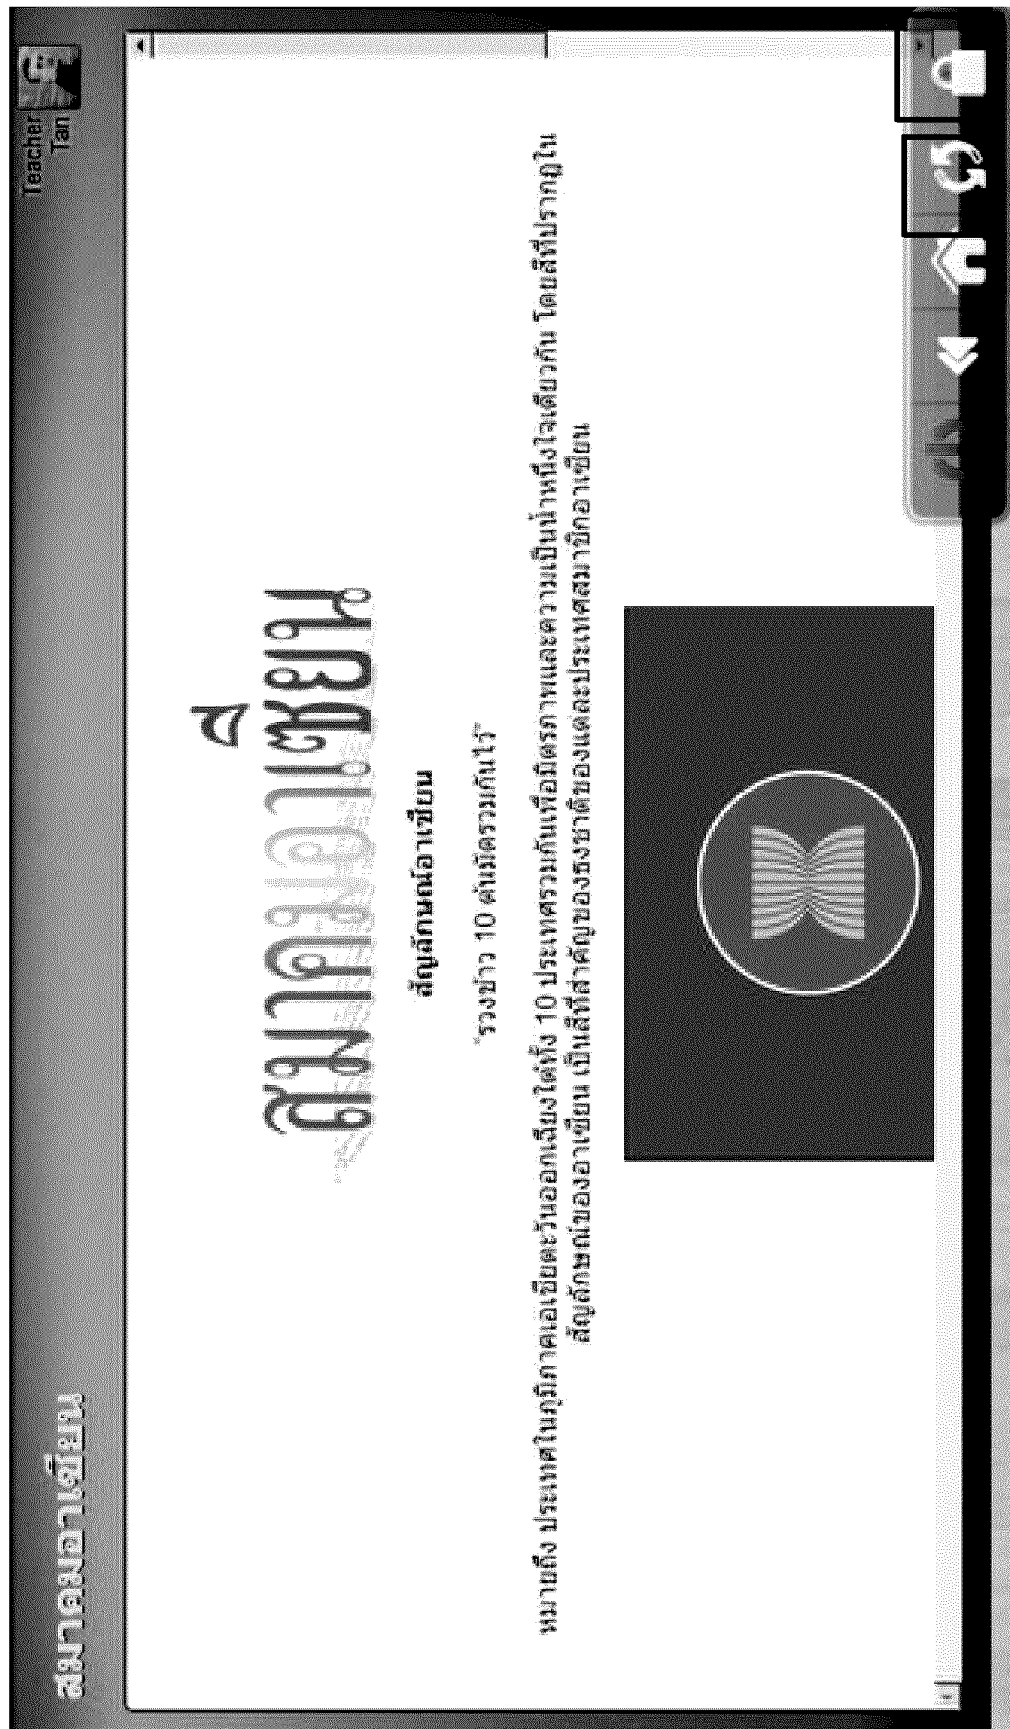 สมาคมอาเซียน
Teacher
Tan
สมาคมอาเซียน
สัญลักษณ์อาเซียน
"รวงข้าว 10 ต้นมัดรวมกันไว้"
หมายถึง ประเทศในภูมิภาคเอเชียตะวันออกเฉียงใต้ทั้ง 10 ประเทศรวมกันเพื่อมิตรภาพและความเป็นน้ำหนึ่งใจเดียวกัน โดยสีที่ปรากฏใน
สัญลักษณ์ของอาเซียน เป็นสีที่สำคัญของธงชาติของแต่ละประเทศสมาชิกอาเซียน